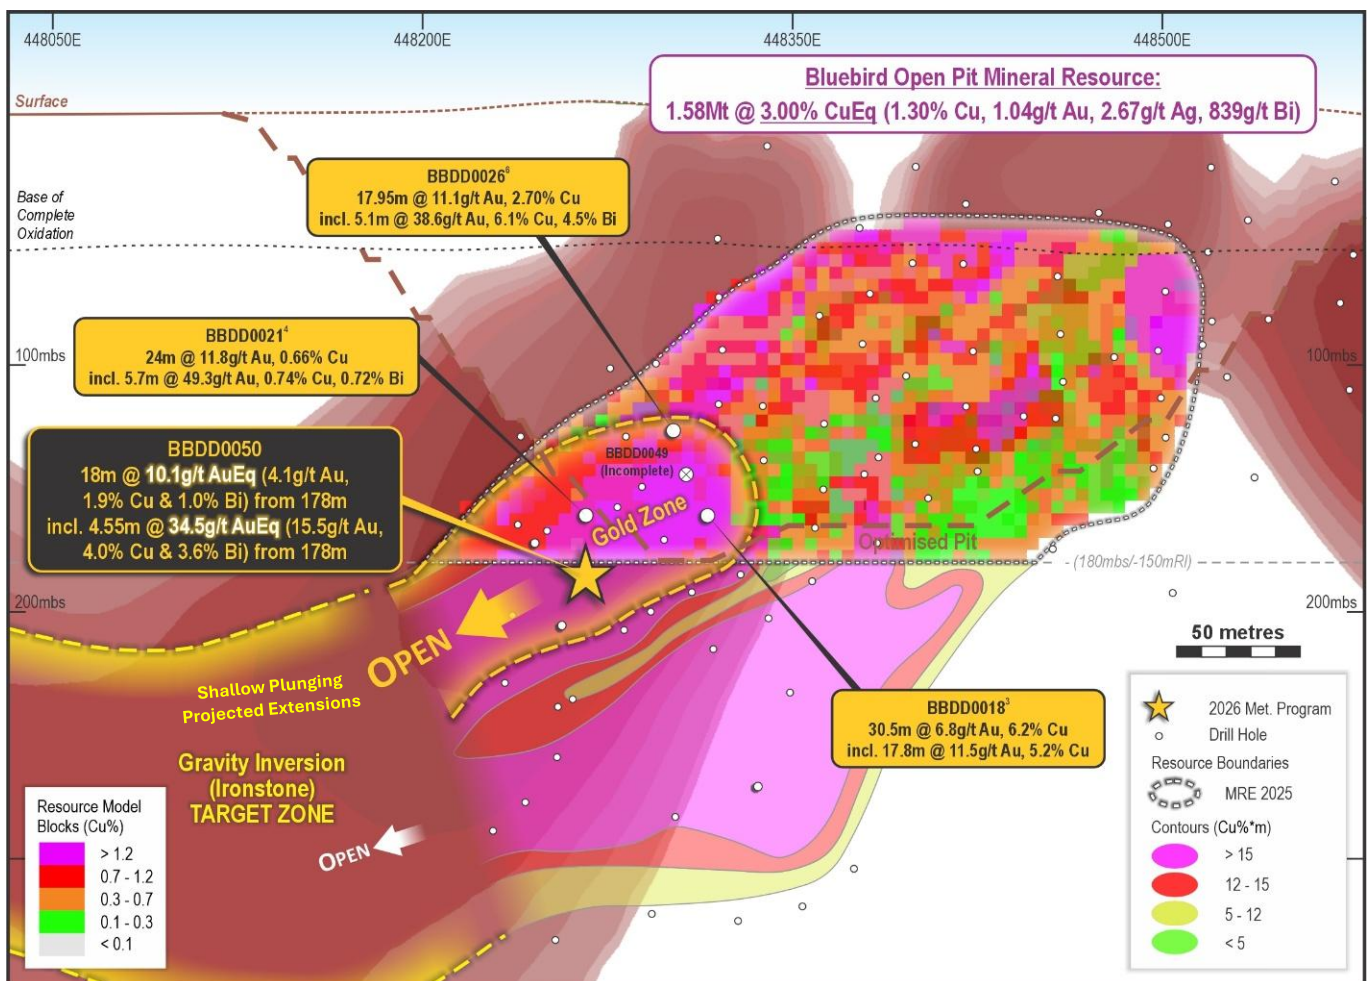 448050E
448200E
448350E
448500E
Bluebird Open Pit Mineral Resource:
1.58Mt @ 3.00% CuEq (1.30% Cu, 1.04g/t Au, 2.67g/t Ag, 839g/t Bi)
Surface
Base of
Complete
Oxidation
BBDD0026⁶
17.95m @ 11.1g/t Au, 2.70% Cu
incl. 5.1m @ 38.6g/t Au, 6.1% Cu, 4.5% Bi
BBDD0021⁴
24m @ 11.8g/t Au, 0.66% Cu
incl. 5.7m @ 49.3g/t Au, 0.74% Cu, 0.72% Bi
100mbs
100mbs
BBDD0050
18m @ 10.1g/t AuEq (4.1g/t Au,
1.9% Cu & 1.0% Bi) from 178m
incl. 4.55m @ 34.5g/t AuEq (15.5g/t Au,
4.0% Cu & 3.6% Bi) from 178m
BBDD0049
(Incomplete)
Gold Zone
Optimised Pit
(180mbs/-150mRl)
200mbs
200mbs
OPEN
Shallow Plunging
Projected Extensions
Gravity Inversion
(Ironstone)
TARGET ZONE
OPEN
BBDD0018³
30.5m @ 6.8g/t Au, 6.2% Cu
incl. 17.8m @ 11.5g/t Au, 5.2% Cu
50 metres
2026 Met. Program
Drill Hole
Resource Boundaries
MRE 2025
Contours (Cu%*m)
> 15
12 - 15
5 - 12
< 5
Resource Model
Blocks (Cu%)
> 1.2
0.7 - 1.2
0.3 - 0.7
0.1 - 0.3
< 0.1